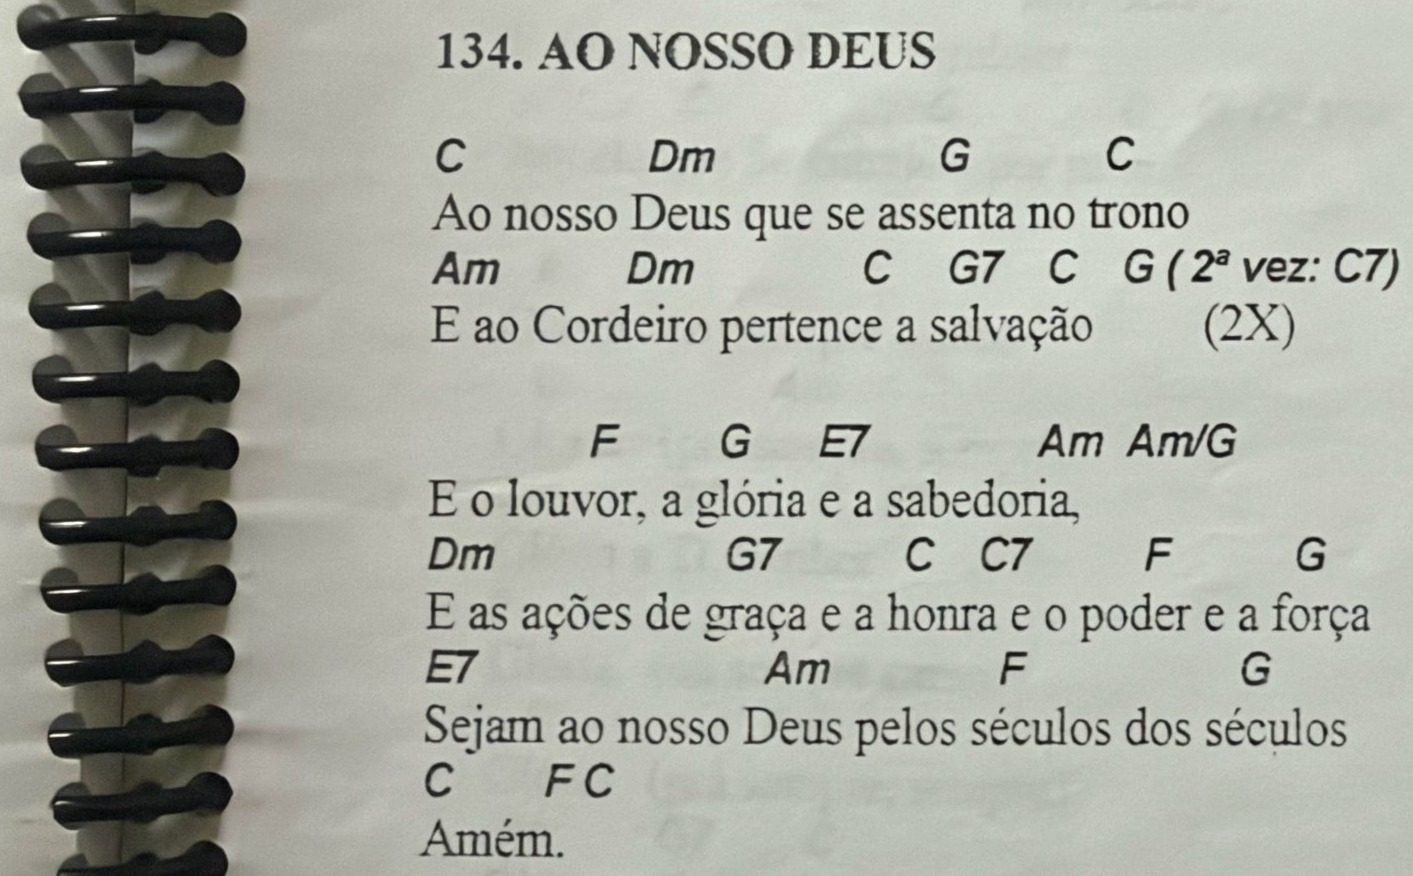 134. AO NOSSO DEUS
C Dm G C
Ao nosso Deus que se assenta no trono
Am Dm C G7 C G ( 2ª vez: C7)
E ao Cordeiro pertence a salvação (2X)
F G E7 Am Am/G
E o louvor, a glória e a sabedoria,
Dm G7 C C7 F G
E as ações de graça e a honra e o poder e a força
E7 Am F G
Sejam ao nosso Deus pelos séculos dos séculos
C F C
Amém.